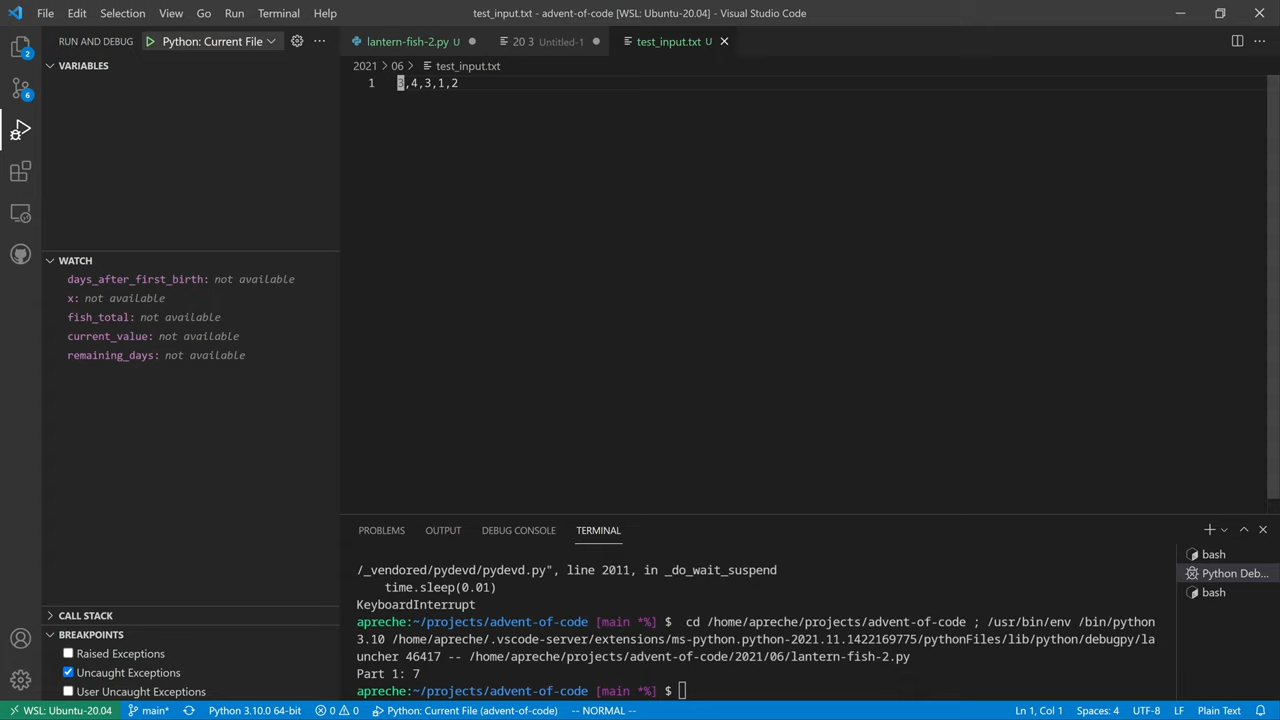 File Edit Selection View Go Run Terminal Help test_input.txt - advent-of-code [WSL: Ubuntu-20.04] - Visual Studio Code
RUN AND DEBUG Python: Current File ··· lantern-fish-2.py U 20 3 Untitled-1 test_input.txt U
2
VARIABLES
2021 > 06 > test_input.txt
1 3,4,3,1,2
6
WATCH
days_after_first_birth: not available
x: not available
fish_total: not available
current_value: not available
remaining_days: not available
PROBLEMS OUTPUT DEBUG CONSOLE TERMINAL
/_vendored/pydevd/pydevd.py", line 2011, in _do_wait_suspend
time.sleep(0.01)
KeyboardInterrupt
apreche:~/projects/advent-of-code [main *%] $ cd /home/apreche/projects/advent-of-code ; /usr/bin/env /bin/python
3.10 /home/apreche/.vscode-server/extensions/ms-python.python-2021.11.1422169775/pythonFiles/lib/python/debugpy/la
uncher 46417 -- /home/apreche/projects/advent-of-code/2021/06/lantern-fish-2.py
Part 1: 7
apreche:~/projects/advent-of-code [main *%] $
bash
Python Deb...
bash
CALL STACK
BREAKPOINTS
Raised Exceptions
Uncaught Exceptions
User Uncaught Exceptions
WSL: Ubuntu-20.04 main* Python 3.10.0 64-bit 0 0 Python: Current File (advent-of-code) -- NORMAL -- Ln 1, Col 1 Spaces: 4 UTF-8 LF Plain Text